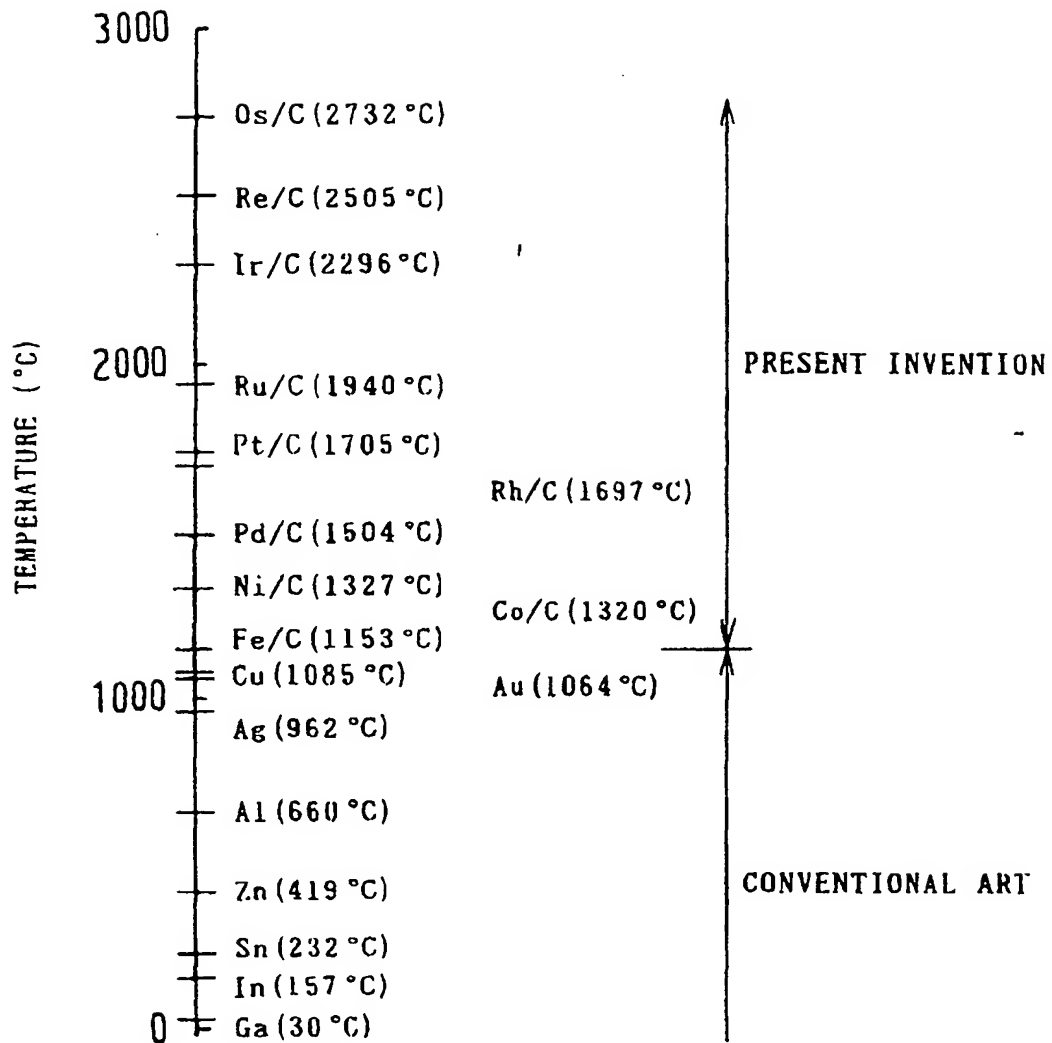 3000
Os/C (2732 °C)
Re/C (2505 °C)
Ir/C (2296 °C)
TEMPERATURE (°C)
2000
PRESENT INVENTION
Ru/C (1940 °C)
Pt/C (1705 °C)
Rh/C (1697 °C)
Pd/C (1504 °C)
Ni/C (1327 °C)
Co/C (1320 °C)
Fe/C (1153 °C)
Cu (1085 °C)
Au (1064 °C)
1000
Ag (962 °C)
Al (660 °C)
Zn (419 °C)
CONVENTIONAL ART
Sn (232 °C)
In (157 °C)
0
Ga (30 °C)